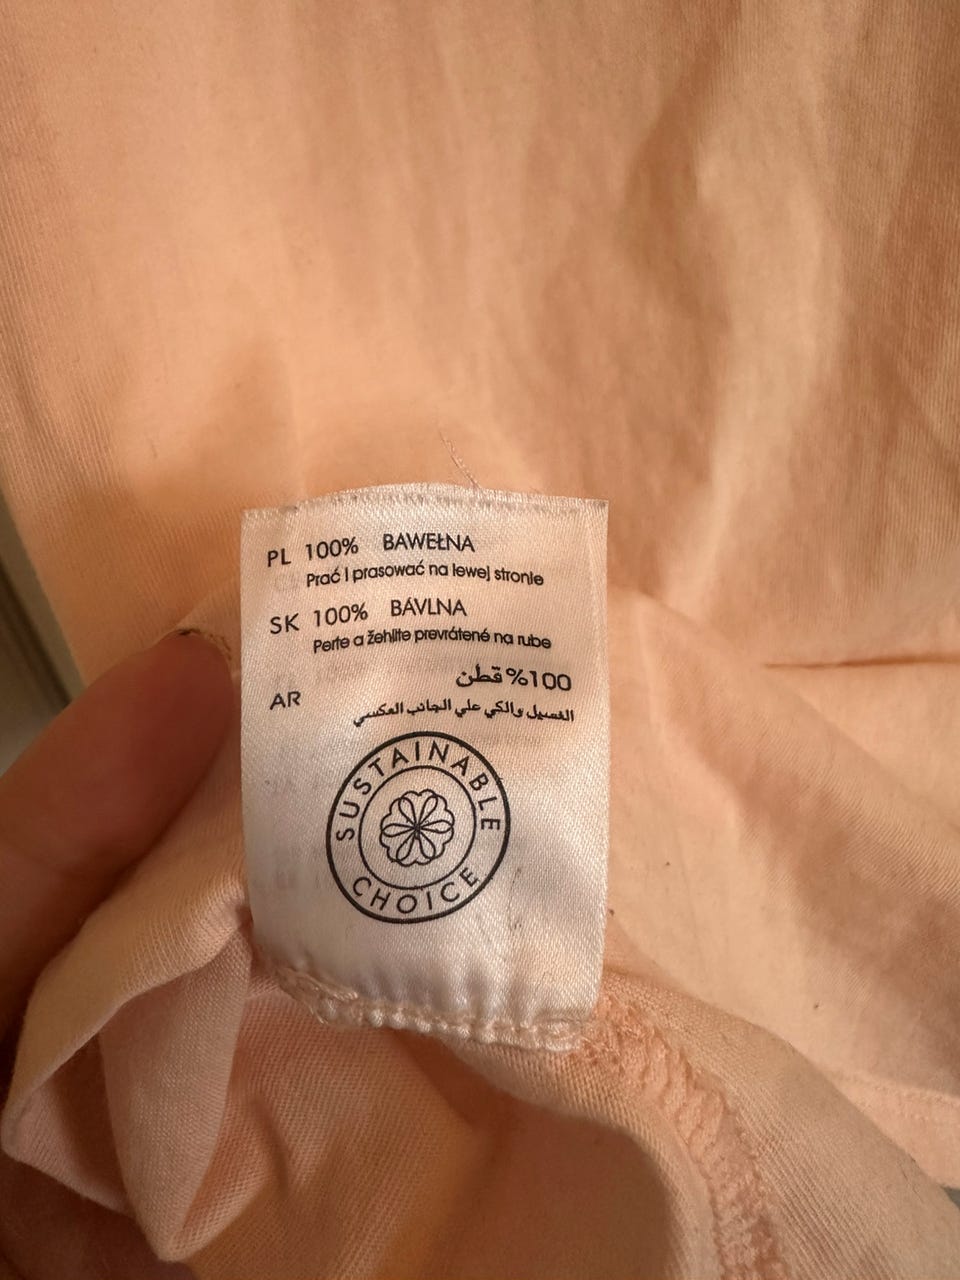 PL 100% BAWEŁNA
Prać i prasować na lewej stronie
SK 100% BÁVLNA
Perte a žehlite prevrátené na rube
AR 100% قطن
الغسيل والكي علي الجانب العكسي
SUSTAINABLE
CHOICE